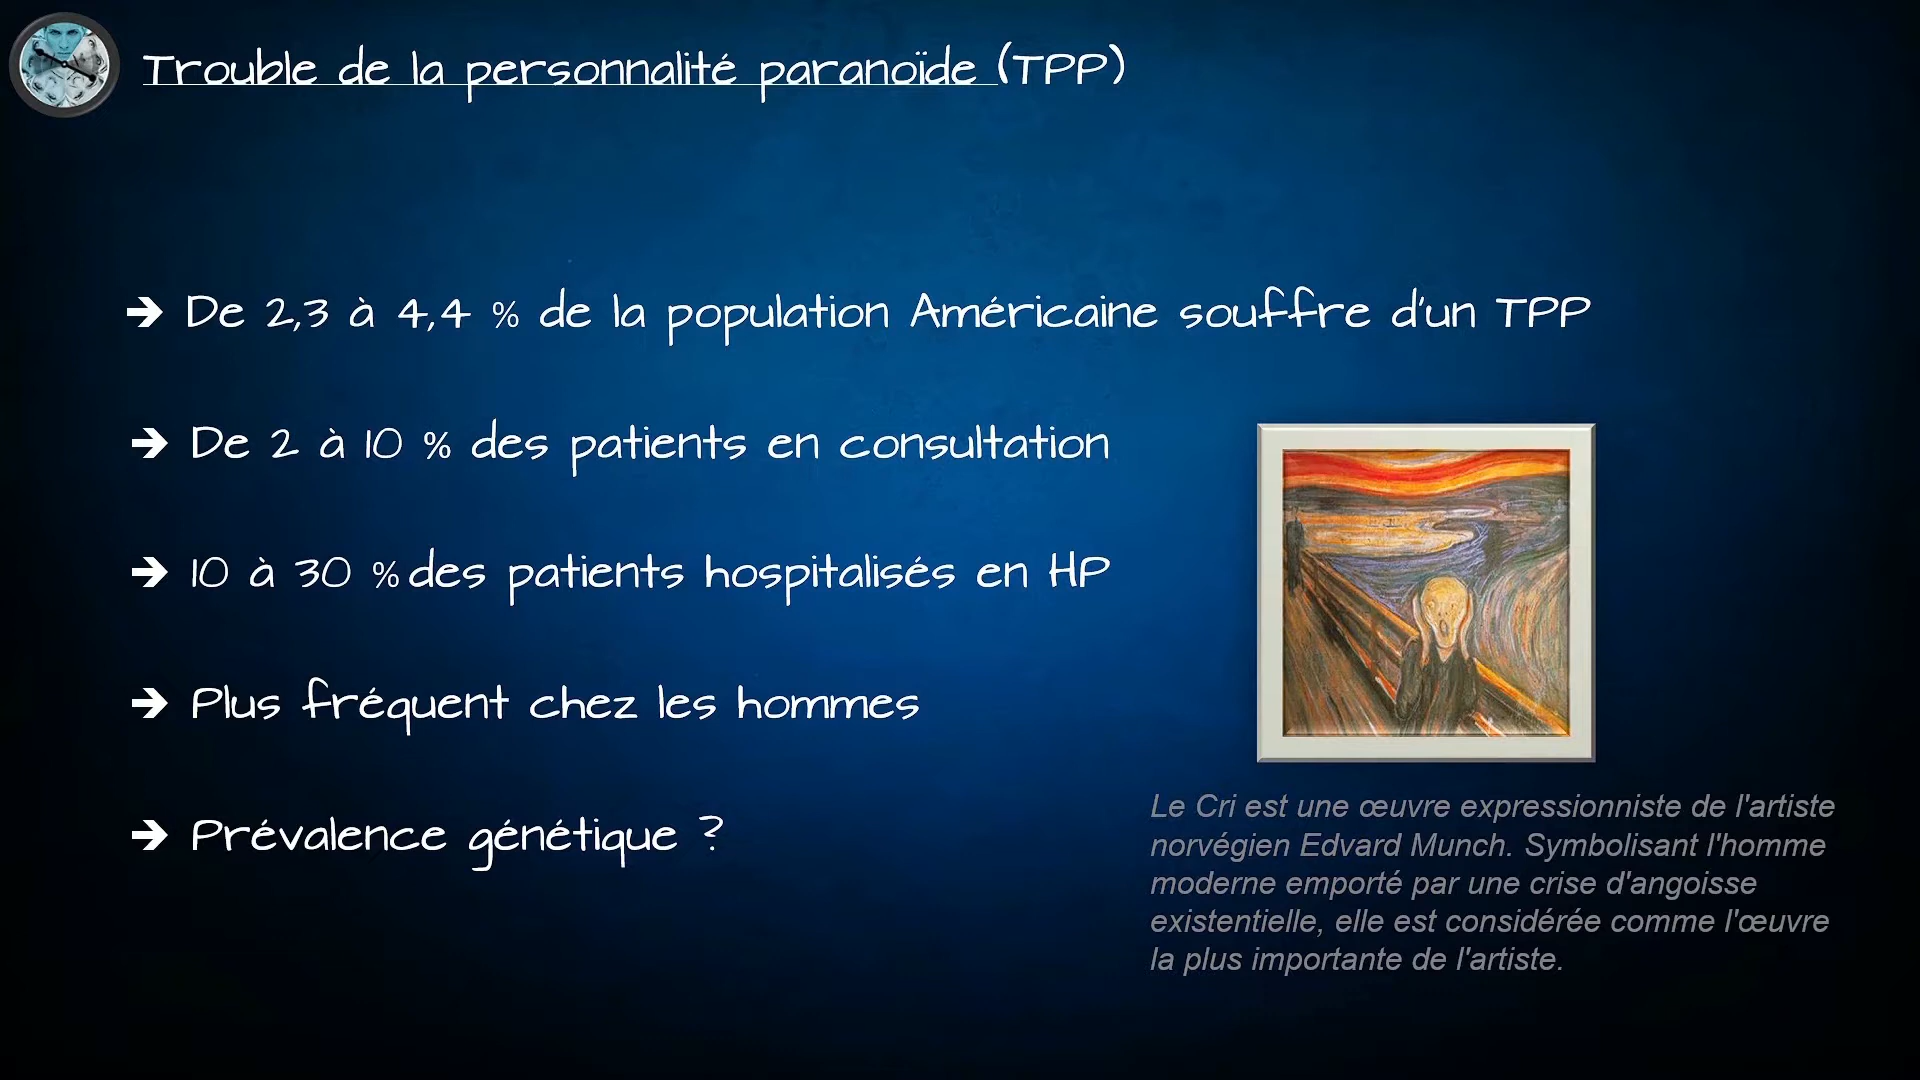 Trouble de la personnalité paranoïde (TPP)
➔ De 2,3 à 4,4 % de la population Américaine souffre d'un TPP
➔ De 2 à 10 % des patients en consultation
➔ 10 à 30 % des patients hospitalisés en HP
➔ Plus fréquent chez les hommes
➔ Prévalence génétique ?
Le Cri est une œuvre expressionniste de l'artiste
norvégien Edvard Munch. Symbolisant l'homme
moderne emporté par une crise d'angoisse
existentielle, elle est considérée comme l'œuvre
la plus importante de l'artiste.